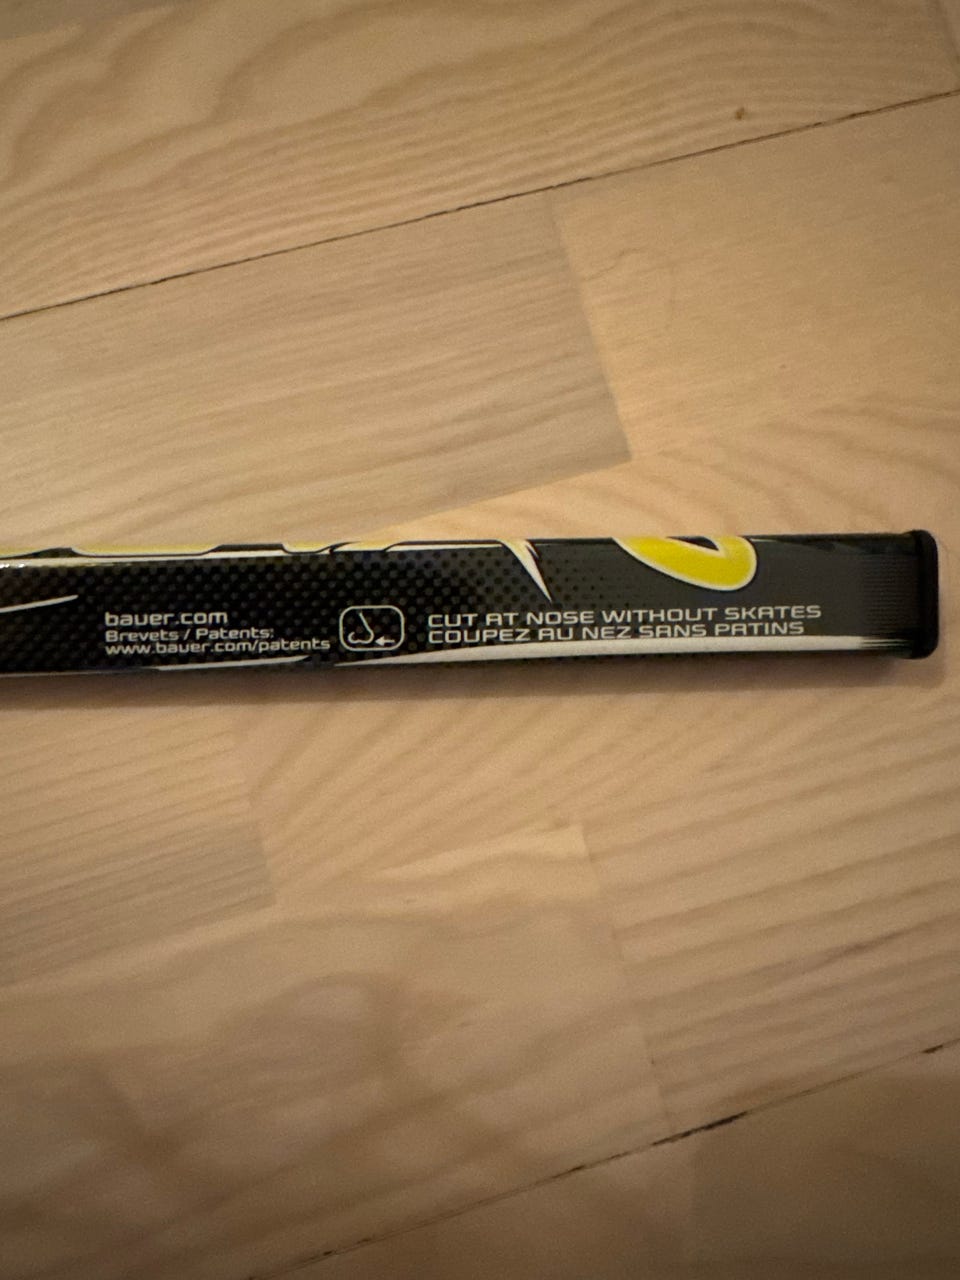 bauer.com
Brevets / Patents:
www.bauer.com/patents
CUT AT NOSE WITHOUT SKATES
COUPEZ AU NEZ SANS PATINS